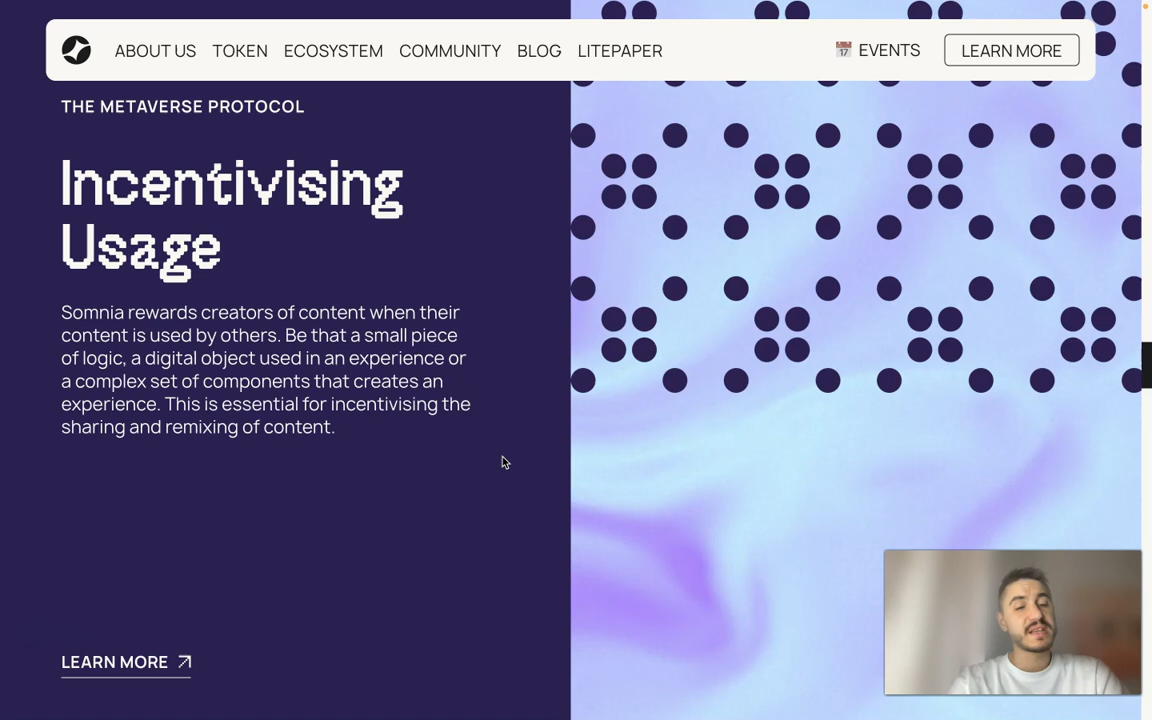 ABOUT US TOKEN ECOSYSTEM COMMUNITY BLOG LITEPAPER 17 EVENTS LEARN MORE
THE METAVERSE PROTOCOL
Incentivising
Usage
Somnia rewards creators of content when their
content is used by others. Be that a small piece
of logic, a digital object used in an experience or
a complex set of components that creates an
experience. This is essential for incentivising the
sharing and remixing of content.
LEARN MORE